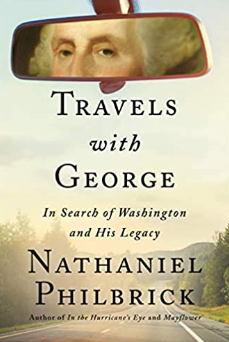 TRAVELS
with
GEORGE
In Search of Washington
and His Legacy
NATHANIEL
PHILBRICK
Author of In the Hurricane's Eye and Mayflower